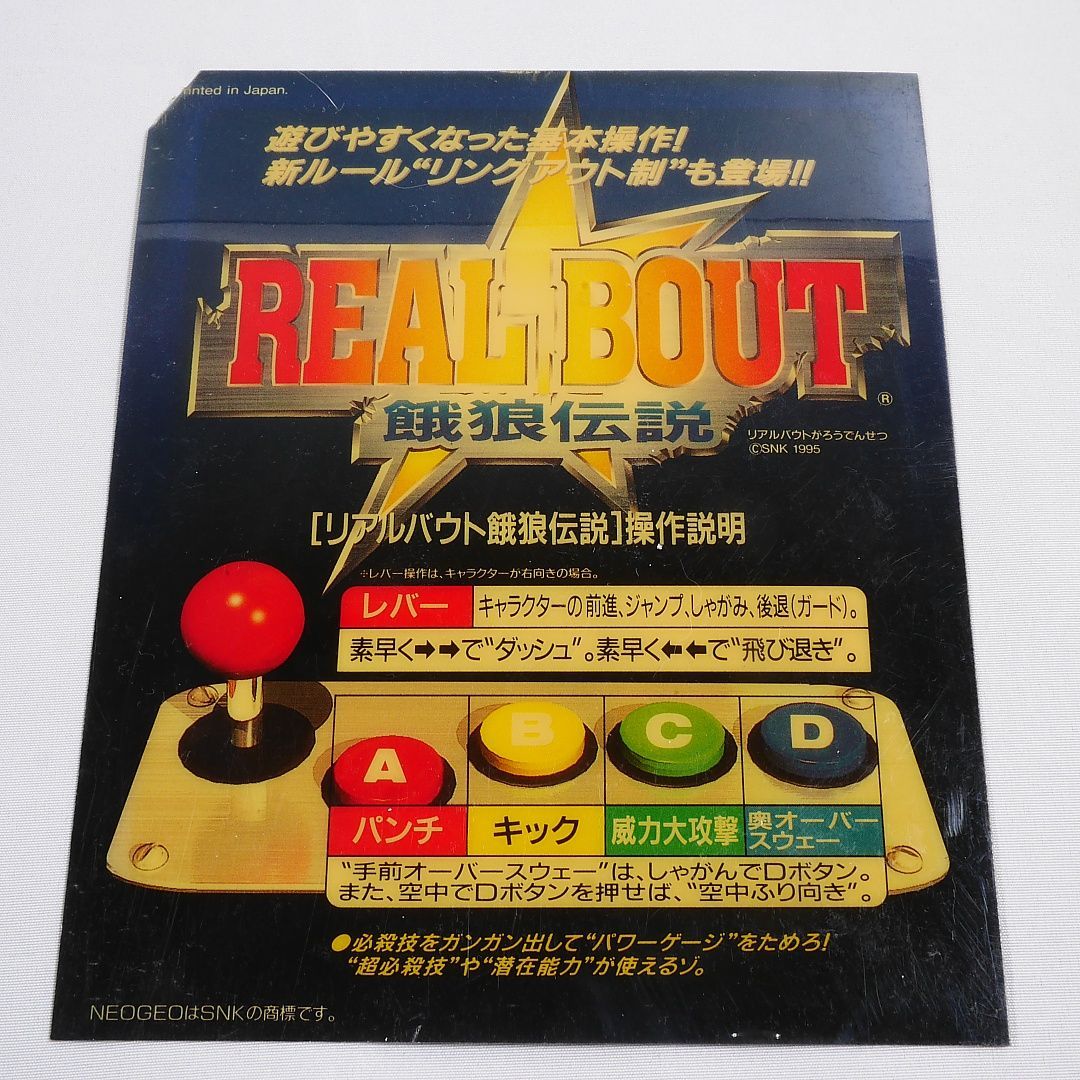 inted in Japan.
遊びやすくなった基本操作!
新ルール“リングアウト制”も登場!!
REAL BOUT
餓狼伝説
®
リアルバウトがろうでんせつ
©SNK 1995
[リアルバウト餓狼伝説]操作説明
※レバー操作は、キャラクターが右向きの場合。
レバー キャラクターの前進、ジャンプ、しゃがみ、後退(ガード)。
素早く➡➡で“ダッシュ”。素早く⬅⬅で“飛び退き”。
A B C D
パンチ キック 威力大攻撃 奥オーバースウェー
“手前オーバースウェー”は、しゃがんでDボタン。
また、空中でDボタンを押せば、“空中ふり向き”。
●必殺技をガンガン出して“パワーゲージ”をためろ!
“超必殺技”や“潜在能力”が使えるゾ。
NEOGEOはSNKの商標です。